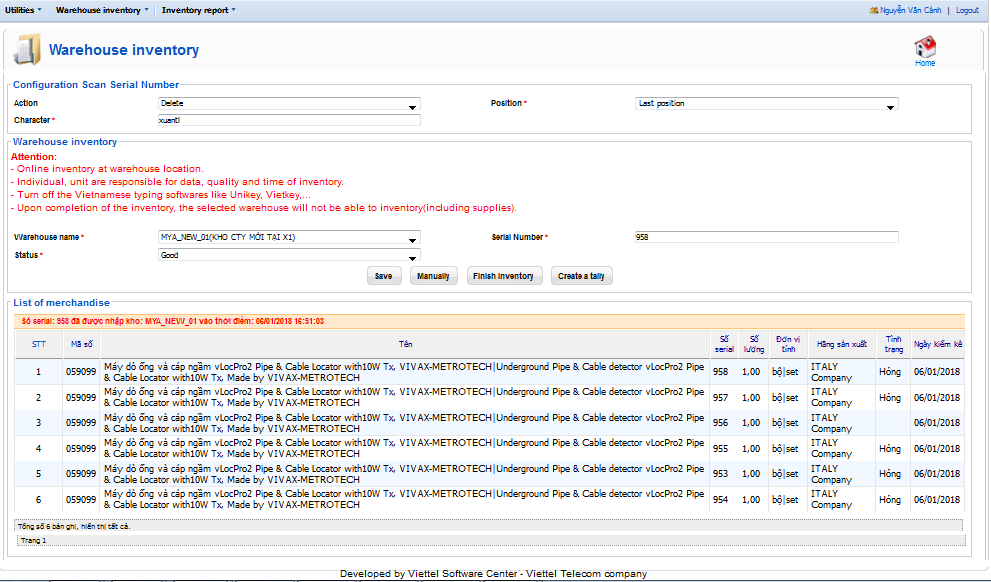 Utilities Warehouse inventory Inventory report Nguyễn Văn Cảnh | Logout
Warehouse inventory
Home
Configuration Scan Serial Number
Action Delete Position * Last position
Character * xuantl
Warehouse inventory
Attention:
- Online inventory at warehouse location.
- Individual, unit are responsible for data, quality and time of inventory.
- Turn off the Vietnamese typing softwares like Unikey, Vietkey,...
- Upon completion of the inventory, the selected warehouse will not be able to inventory(including supplies).
Warehouse name * MYA_NEW_01(KHO CTY MỚI TẠI X1) Serial Number * 958
Status * Good
Save Manually Finish inventory Create a tally
List of merchandise
Số serial: 958 đã được nhập kho: MYA_NEW_01 vào thời điểm: 06/01/2018 16:51:03
STT Mã số Tên Số serial Số lượng Đơn vị tính Hãng sản xuất Tình trạng Ngày kiểm kê
1 059099 Máy dò ống và cáp ngầm vLocPro2 Pipe & Cable Locator with10W Tx, VIVAX-METROTECH|Underground Pipe & Cable detector vLocPro2 Pipe 958 1,00 bộ|set ITALY Hỏng 06/01/2018
& Cable Locator with10W Tx, Made by VIVAX-METROTECH Company
2 059099 Máy dò ống và cáp ngầm vLocPro2 Pipe & Cable Locator with10W Tx, VIVAX-METROTECH|Underground Pipe & Cable detector vLocPro2 Pipe 957 1,00 bộ|set ITALY Hỏng 06/01/2018
& Cable Locator with10W Tx, Made by VIVAX-METROTECH Company
3 059099 Máy dò ống và cáp ngầm vLocPro2 Pipe & Cable Locator with10W Tx, VIVAX-METROTECH|Underground Pipe & Cable detector vLocPro2 Pipe 956 1,00 bộ|set ITALY 06/01/2018
& Cable Locator with10W Tx, Made by VIVAX-METROTECH Company
4 059099 Máy dò ống và cáp ngầm vLocPro2 Pipe & Cable Locator with10W Tx, VIVAX-METROTECH|Underground Pipe & Cable detector vLocPro2 Pipe 955 1,00 bộ|set ITALY Hỏng 06/01/2018
& Cable Locator with10W Tx, Made by VIVAX-METROTECH Company
5 059099 Máy dò ống và cáp ngầm vLocPro2 Pipe & Cable Locator with10W Tx, VIVAX-METROTECH|Underground Pipe & Cable detector vLocPro2 Pipe 953 1,00 bộ|set ITALY Hỏng 06/01/2018
& Cable Locator with10W Tx, Made by VIVAX-METROTECH Company
6 059099 Máy dò ống và cáp ngầm vLocPro2 Pipe & Cable Locator with10W Tx, VIVAX-METROTECH|Underground Pipe & Cable detector vLocPro2 Pipe 954 1,00 bộ|set ITALY Hỏng 06/01/2018
& Cable Locator with10W Tx, Made by VIVAX-METROTECH Company
Tổng số 6 bản ghi, hiển thị tất cả.
Trang 1
Developed by Viettel Software Center - Viettel Telecom company